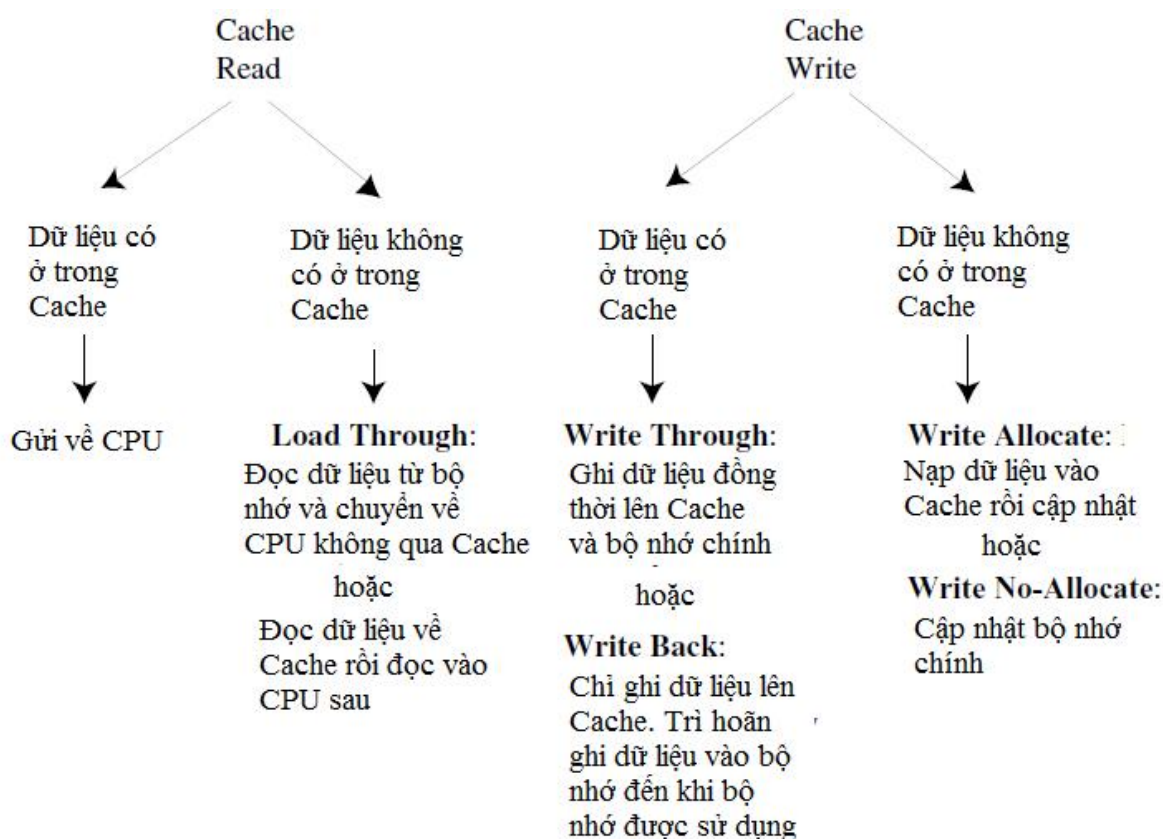 Cache
Read
Cache
Write
Dữ liệu có
ở trong
Cache
Dữ liệu không
có ở trong
Cache
Dữ liệu có
ở trong
Cache
Dữ liệu không
có ở trong
Cache
Gửi về CPU
Load Through:
Đọc dữ liệu từ bộ
nhớ và chuyển về
CPU không qua Cache
hoặc
Đọc dữ liệu về
Cache rồi đọc vào
CPU sau
Write Through:
Ghi dữ liệu đồng
thời lên Cache
và bộ nhớ chính
hoặc
Write Back:
Chỉ ghi dữ liệu lên
Cache. Trì hoãn
ghi dữ liệu vào bộ
nhớ đến khi bộ
nhớ được sử dụng
Write Allocate:
Nạp dữ liệu vào
Cache rồi cập nhật
hoặc
Write No-Allocate:
Cập nhật bộ nhớ
chính